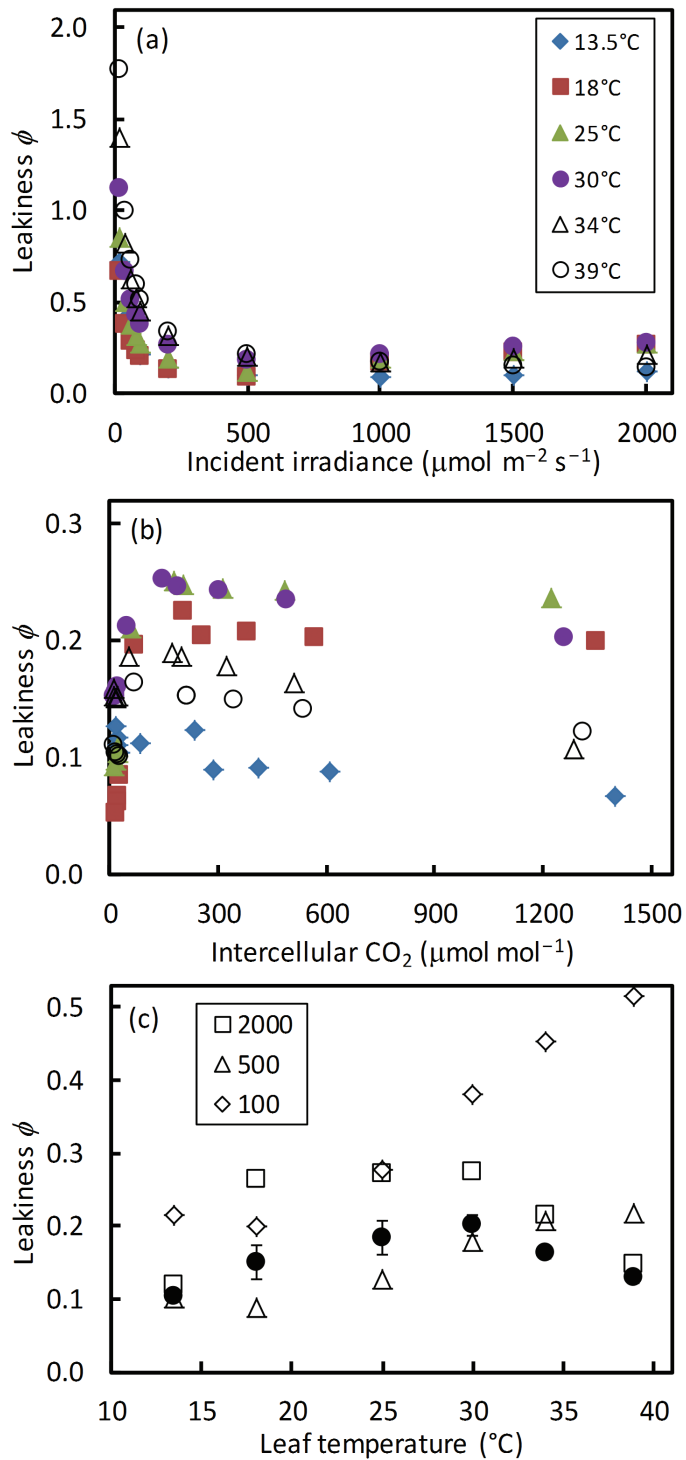 (a)
2.0
1.5
1.0
0.5
0.0
Leakiness ϕ
13.5°C
18°C
25°C
30°C
34°C
39°C
0 500 1000 1500 2000
Incident irradiance (μmol m⁻² s⁻¹)
(b)
0.3
0.2
0.1
0.0
Leakiness ϕ
0 300 600 900 1200 1500
Intercellular CO₂ (μmol mol⁻¹)
(c)
0.5
0.4
0.3
0.2
0.1
0.0
Leakiness ϕ
2000
500
100
10 15 20 25 30 35 40
Leaf temperature (°C)